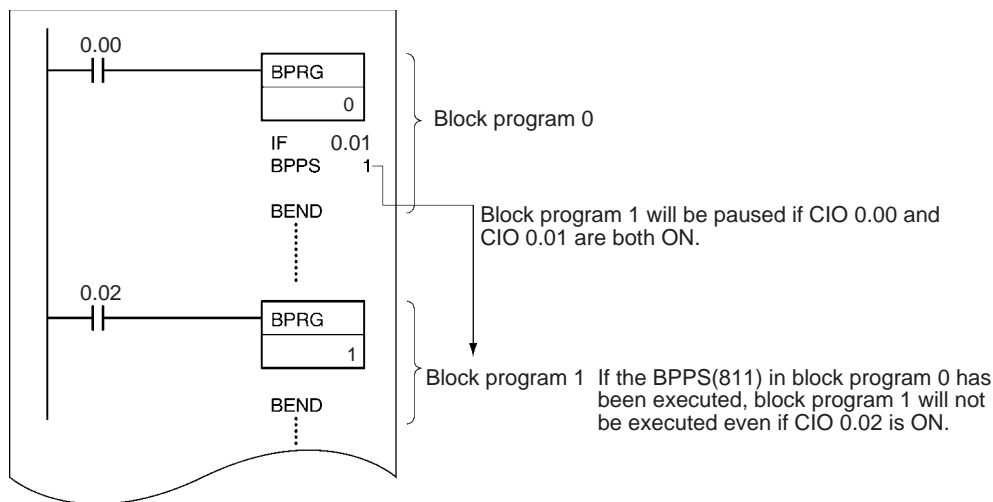 0.00
BPRG
0
Block program 0
IF 0.01
BPPS 1
BEND
Block program 1 will be paused if CIO 0.00 and
CIO 0.01 are both ON.
0.02
BPRG
1
Block program 1
If the BPPS(811) in block program 0 has
been executed, block program 1 will not
be executed even if CIO 0.02 is ON.
BEND